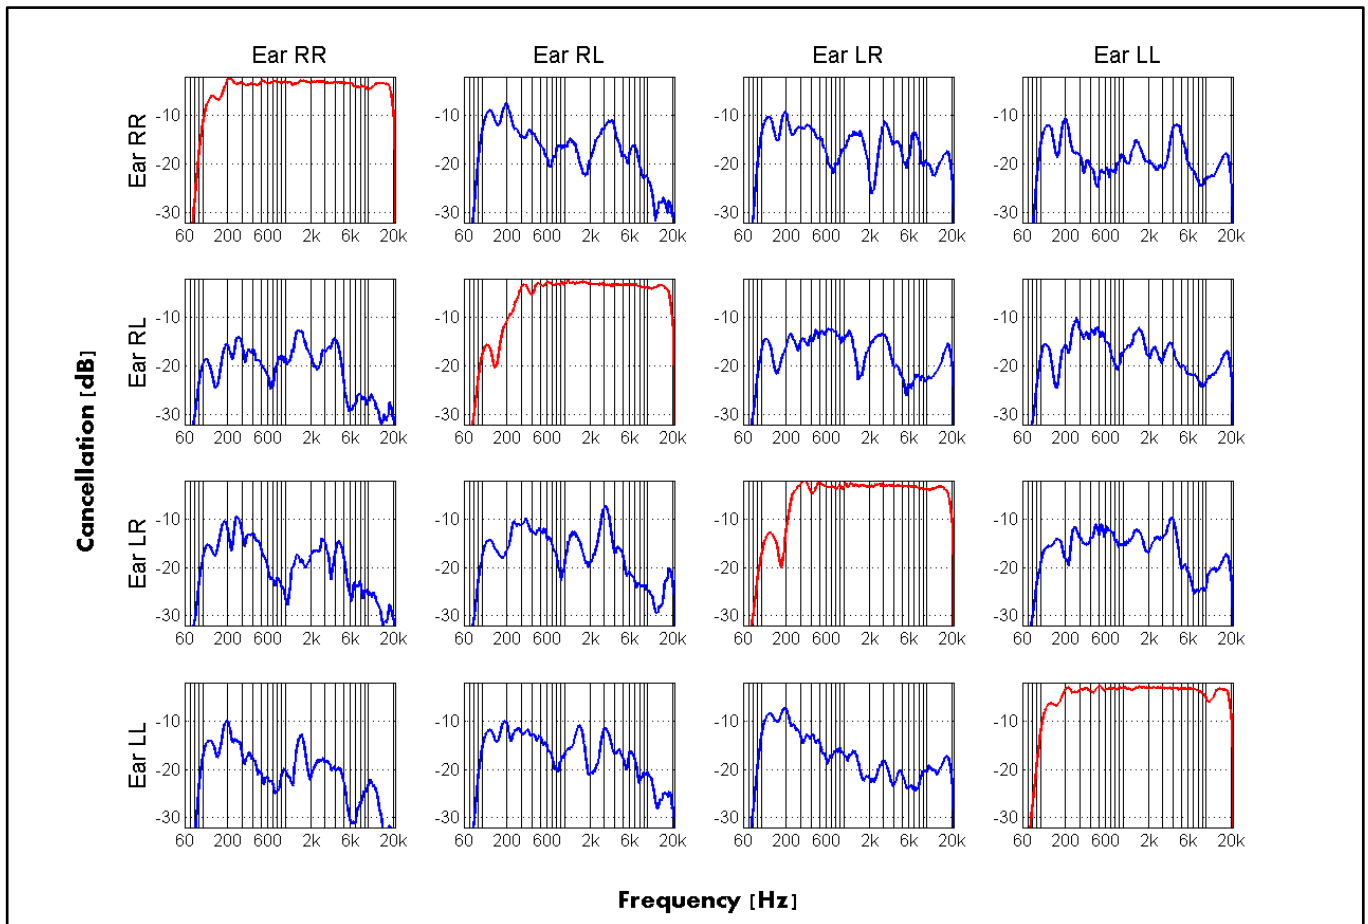 Ear RR Ear RL Ear LR Ear LL
Ear RR
-10 -10 -10 -10
-20 -20 -20 -20
-30 -30 -30 -30
60 200 600 2k 6k 20k 60 200 600 2k 6k 20k 60 200 600 2k 6k 20k 60 200 600 2k 6k 20k
Ear RL
-10 -10 -10 -10
-20 -20 -20 -20
-30 -30 -30 -30
60 200 600 2k 6k 20k 60 200 600 2k 6k 20k 60 200 600 2k 6k 20k 60 200 600 2k 6k 20k
Cancellation [dB]
Ear LR
-10 -10 -10 -10
-20 -20 -20 -20
-30 -30 -30 -30
60 200 600 2k 6k 20k 60 200 600 2k 6k 20k 60 200 600 2k 6k 20k 60 200 600 2k 6k 20k
Ear LL
-10 -10 -10 -10
-20 -20 -20 -20
-30 -30 -30 -30
60 200 600 2k 6k 20k 60 200 600 2k 6k 20k 60 200 600 2k 6k 20k 60 200 600 2k 6k 20k
Frequency [Hz]